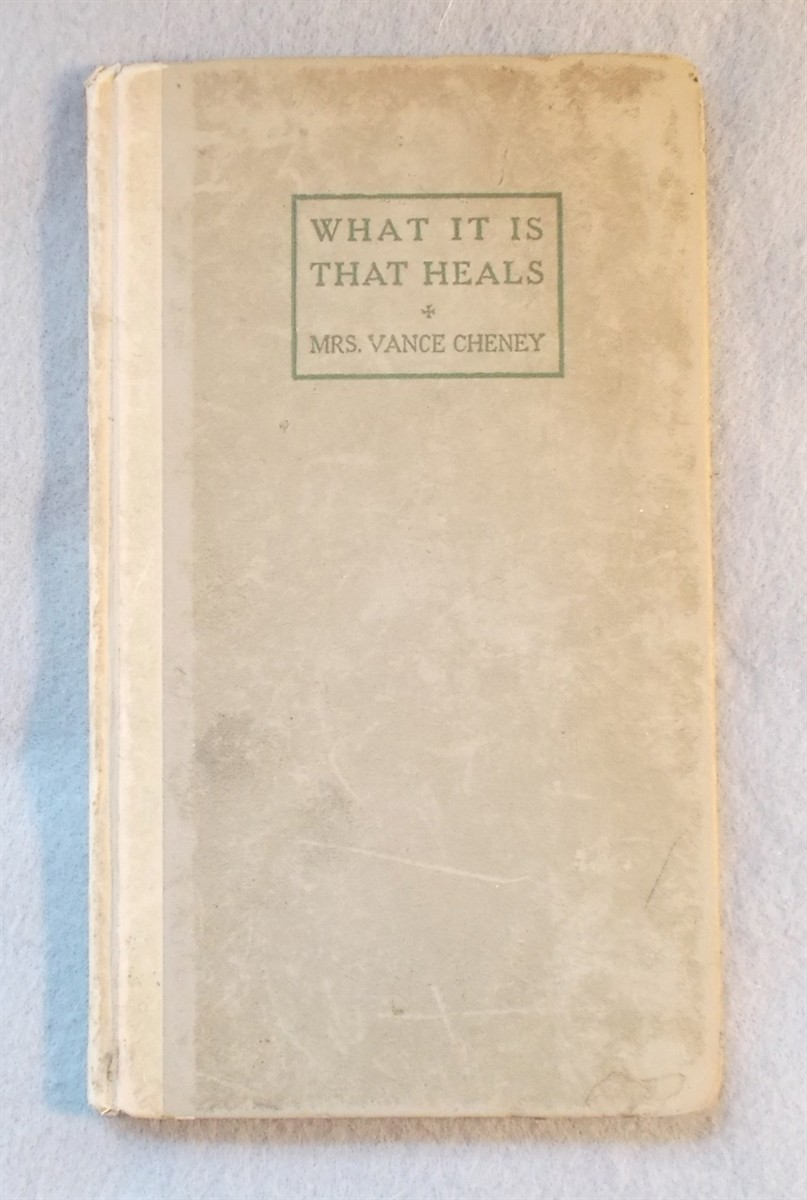 WHAT IT IS
THAT HEALS
✠
MRS. VANCE CHENEY